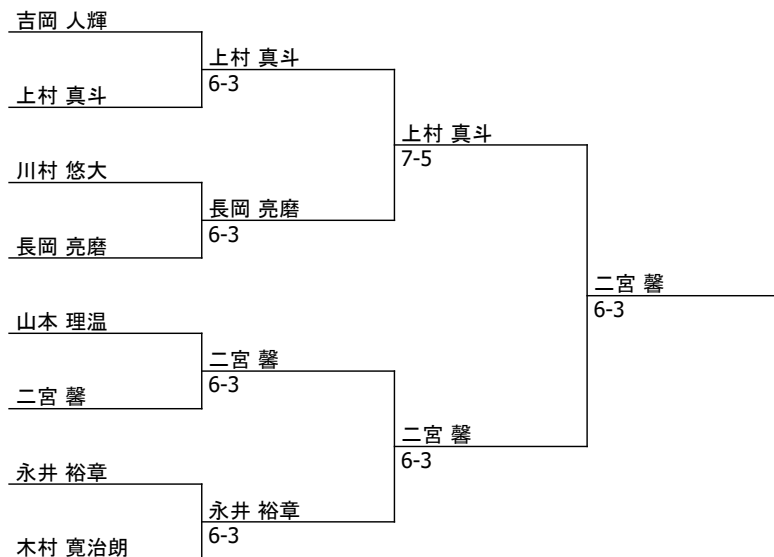 吉岡 人輝
上村 真斗
6-3
上村 真斗
上村 真斗
7-5
川村 悠大
長岡 亮磨
6-3
長岡 亮磨
二宮 馨
6-3
山本 理温
二宮 馨
6-3
二宮 馨
二宮 馨
6-3
永井 裕章
永井 裕章
6-3
木村 寛治朗